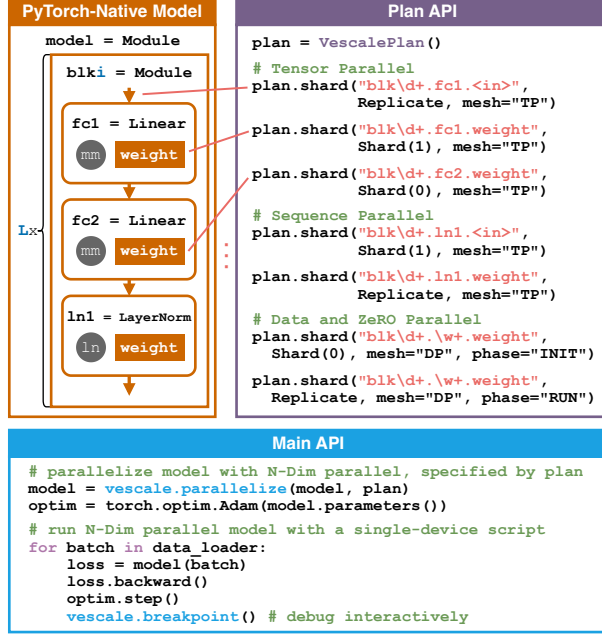 PyTorch-Native Model
model = Module
blki = Module
fc1 = Linear
mm
weight
fc2 = Linear
mm
weight
Lx
ln1 = LayerNorm
ln
weight
Plan API
plan = VescalePlan()
# Tensor Parallel
plan.shard("blk\d+.fc1.<in>",
Replicate, mesh="TP")
plan.shard("blk\d+.fc1.weight",
Shard(1), mesh="TP")
plan.shard("blk\d+.fc2.weight",
Shard(0), mesh="TP")
# Sequence Parallel
plan.shard("blk\d+.ln1.<in>",
Shard(1), mesh="TP")
plan.shard("blk\d+.ln1.weight",
Replicate, mesh="TP")
# Data and ZeRO Parallel
plan.shard("blk\d+.\w+.weight",
Shard(0), mesh="DP", phase="INIT")
plan.shard("blk\d+.\w+.weight",
Replicate, mesh="DP", phase="RUN")
Main API
# parallelize model with N-Dim parallel, specified by plan
model = vescale.parallelize(model, plan)
optim = torch.optim.Adam(model.parameters())
# run N-Dim parallel model with a single-device script
for batch in data_loader:
loss = model(batch)
loss.backward()
optim.step()
vescale.breakpoint() # debug interactively